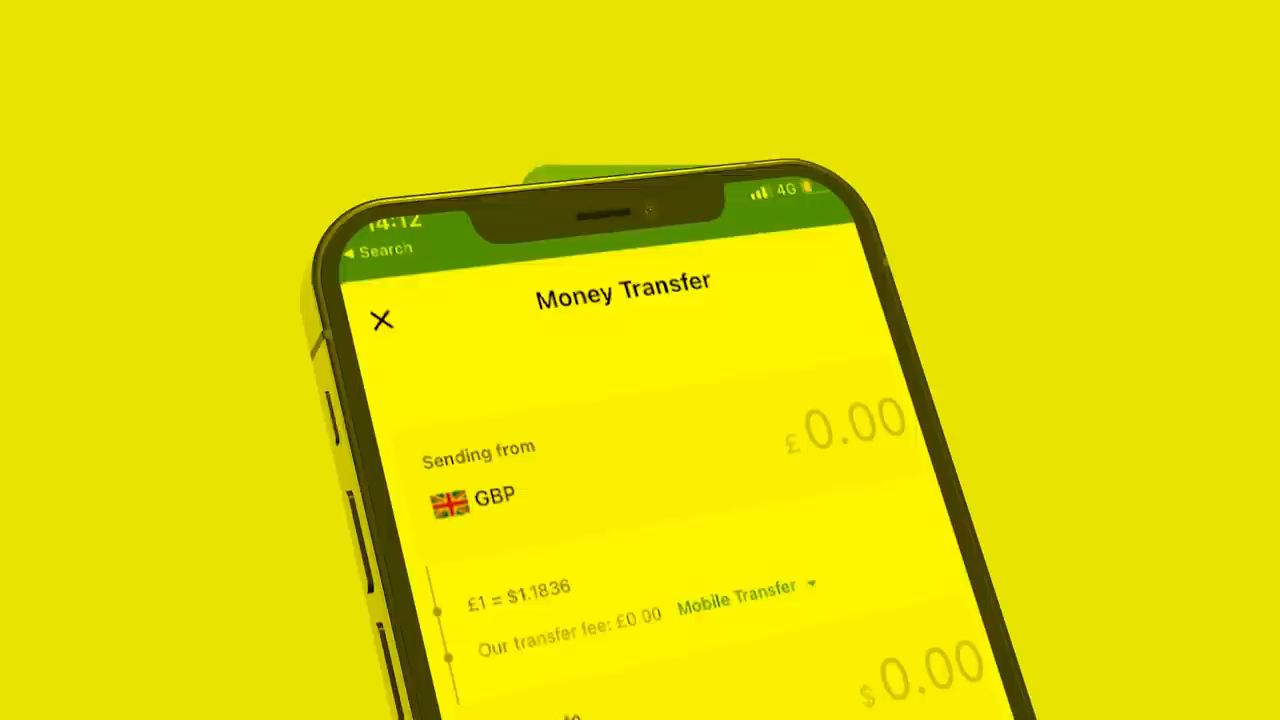 14:12
4G
◀ Search
Money Transfer
Sending from
£0.00
GBP
£1 = $1.1836
Our transfer fee: £0.00 Mobile Transfer
$0.00